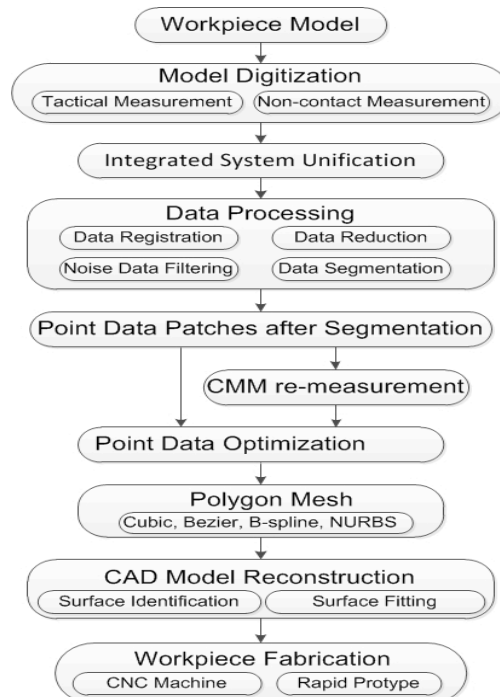 Workpiece Model
Model Digitization
Tactical Measurement Non-contact Measurement
Integrated System Unification
Data Processing
Data Registration Data Reduction
Noise Data Filtering Data Segmentation
Point Data Patches after Segmentation
CMM re-measurement
Point Data Optimization
Polygon Mesh
Cubic, Bezier, B-spline, NURBS
CAD Model Reconstruction
Surface Identification Surface Fitting
Workpiece Fabrication
CNC Machine Rapid Protype